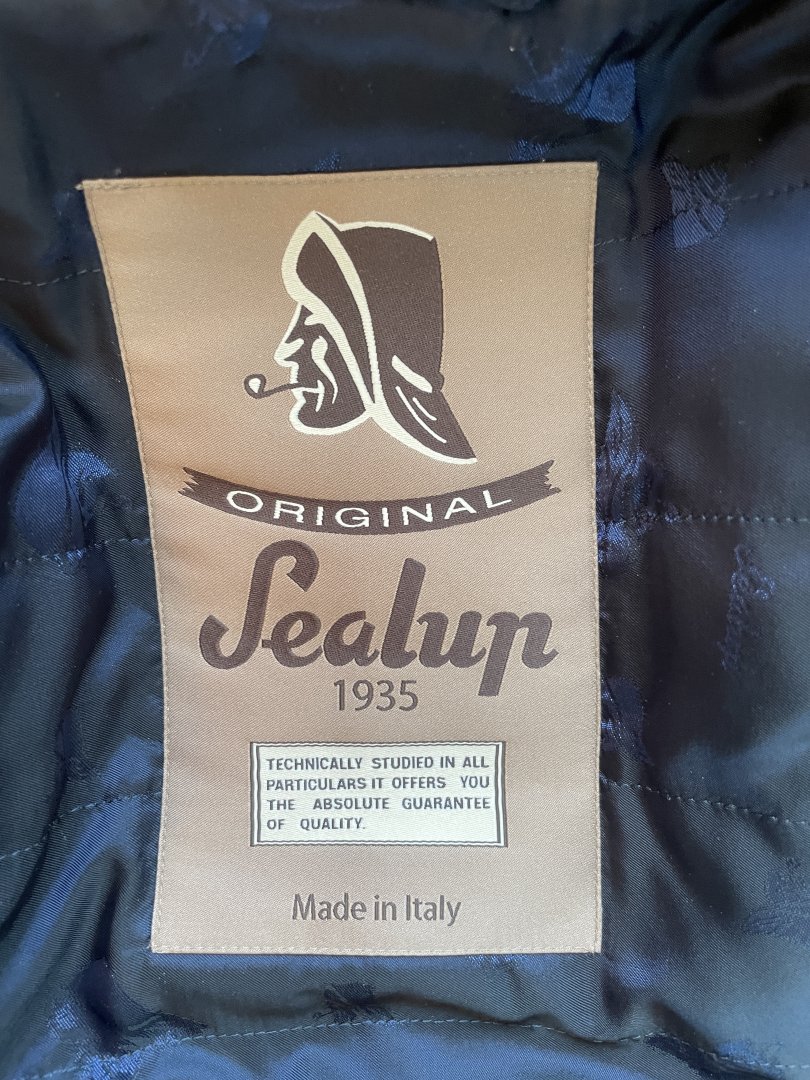 ORIGINAL
Sealup
1935
TECHNICALLY STUDIED IN ALL
PARTICULARS IT OFFERS YOU
THE ABSOLUTE GUARANTEE
OF QUALITY.
Made in Italy